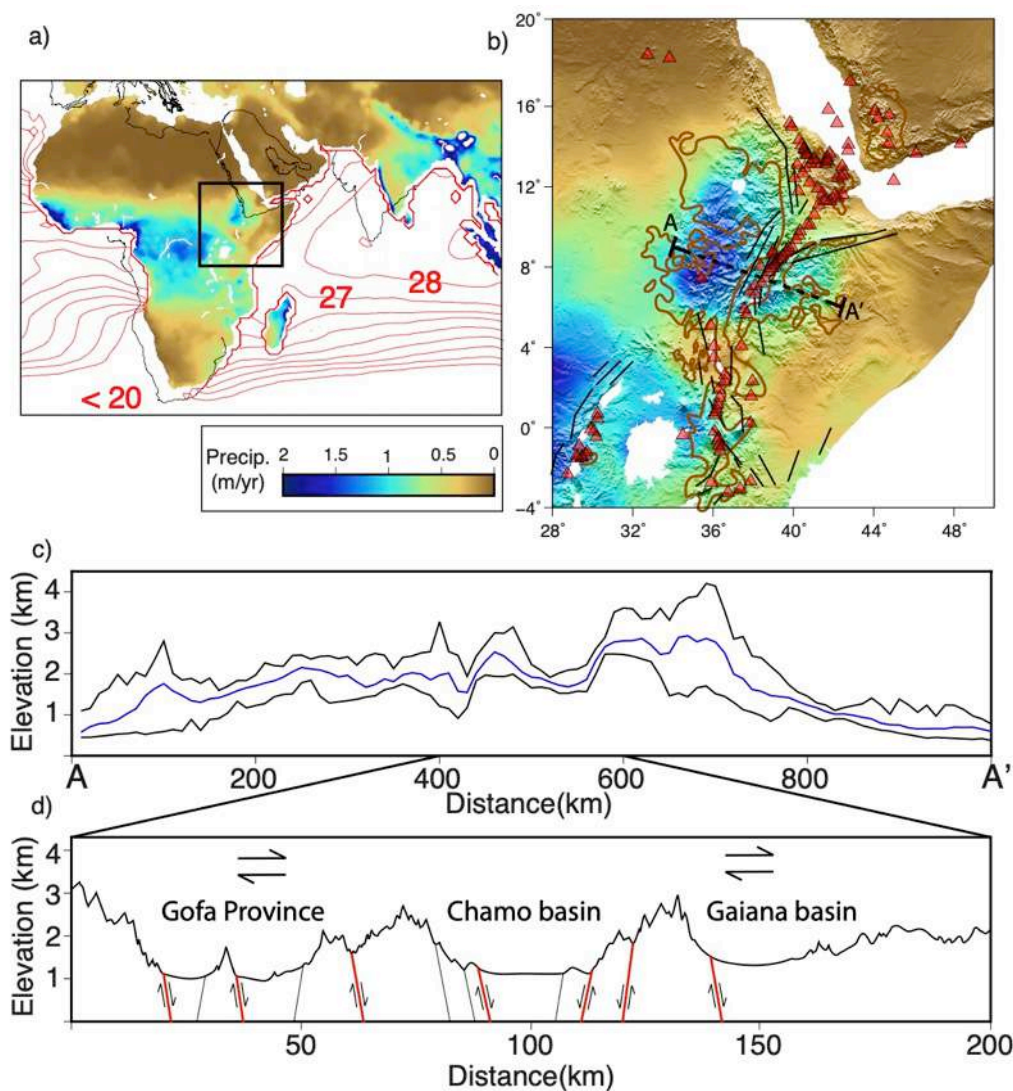 a)
27
28
< 20
Precip.
(m/yr)
2 1.5 1 0.5 0
b)
20°
16°
12°
8°
4°
0°
−4°
28° 32° 36° 40° 44° 48°
A
A'
c)
Elevation (km)
4
3
2
1
A 200 400 600 800 A'
Distance(km)
d)
Elevation (km)
4
3
2
1
Gofa Province Chamo basin Gaiana basin
50 100 150 200
Distance(km)